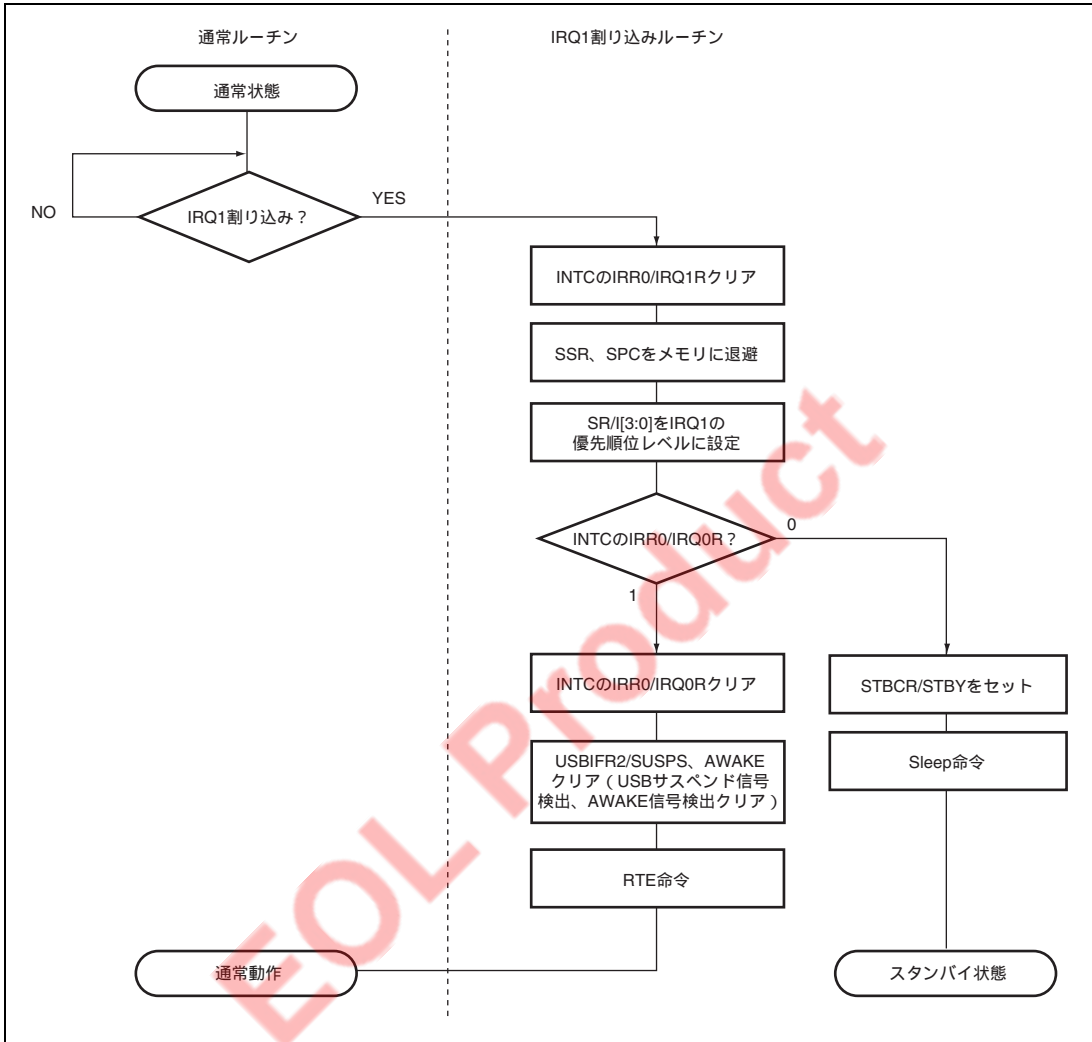 通常ルーチン
IRQ1割り込みルーチン
通常状態
NO
IRQ1割り込み？
YES
INTCのIRR0/IRQ1Rクリア
SSR、SPCをメモリに退避
SR/I[3:0]をIRQ1の
優先順位レベルに設定
INTCのIRR0/IRQ0R？
0
1
INTCのIRR0/IRQ0Rクリア
STBCR/STBYをセット
USBIFR2/SUSPS、AWAKE
クリア（USBサスペンド信号
検出、AWAKE信号検出クリア）
Sleep命令
RTE命令
通常動作
スタンバイ状態
EOL Product